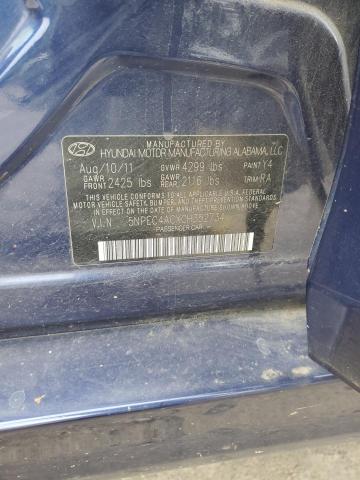 MANUFACTURED BY
HYUNDAI MOTOR MANUFACTURING ALABAMA, LLC
Aug/10/11 GVWR 4299 lbs PAINT: Y4
GAWR FRONT 2425 lbs GAWR REAR 2116 lbs TRIM: RA
THIS VEHICLE CONFORMS TO ALL APPLICABLE U.S.A. FEDERAL
MOTOR VEHICLE SAFETY, BUMPER, AND THEFT PREVENTION
STANDARDS IN EFFECT ON THE DATE OF MANUFACTURE SHOWN ABOVE.
V.I.N
PASSENGER CAR